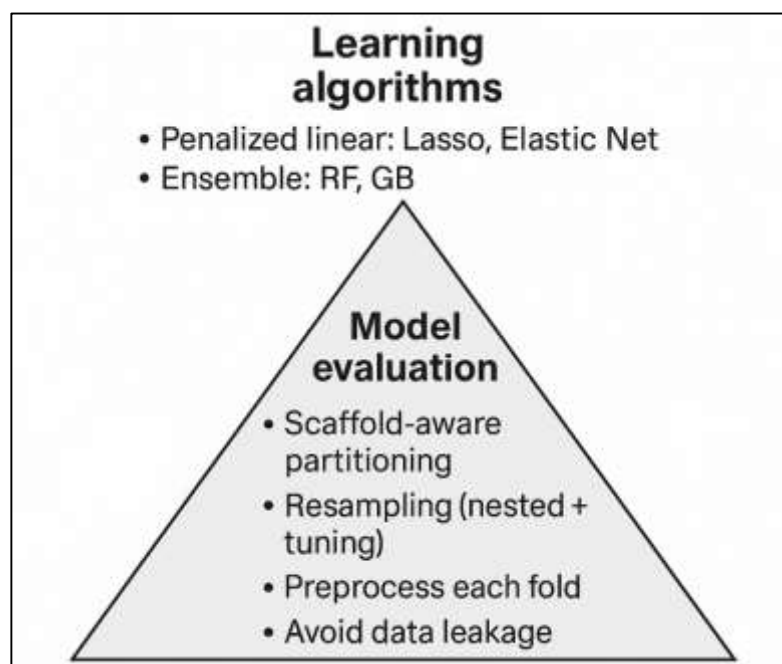 Learning
algorithms
• Penalized linear: Lasso, Elastic Net
• Ensemble: RF, GB
Model
evaluation
• Scaffold-aware
partitioning
• Resampling (nested +
tuning)
• Preprocess each fold
• Avoid data leakage